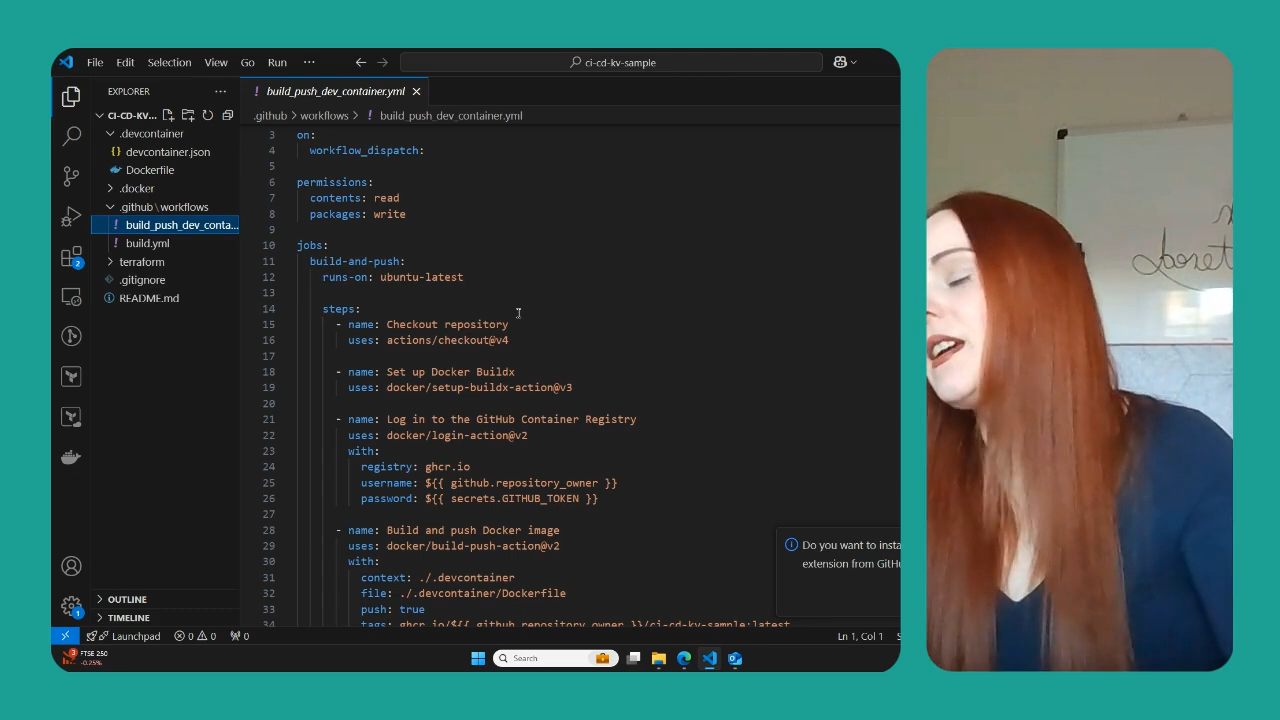 File Edit Selection View Go Run ···
ci-cd-kv-sample
EXPLORER ···
CI-CD-KV...
.devcontainer
{} devcontainer.json
Dockerfile
.docker
.github\workflows
! build_push_dev_conta...
! build.yml
terraform
.gitignore
README.md
OUTLINE
TIMELINE
! build_push_dev_container.yml
.github > workflows > ! build_push_dev_container.yml
3 on:
4 workflow_dispatch:
5
6 permissions:
7 contents: read
8 packages: write
9
10 jobs:
11 build-and-push:
12 runs-on: ubuntu-latest
13
14 steps:
15 - name: Checkout repository
16 uses: actions/checkout@v4
17
18 - name: Set up Docker Buildx
19 uses: docker/setup-buildx-action@v3
20
21 - name: Log in to the GitHub Container Registry
22 uses: docker/login-action@v2
23 with:
24 registry: ghcr.io
25 username: ${{ github.repository_owner }}
26 password: ${{ secrets.GITHUB_TOKEN }}
27
28 - name: Build and push Docker image
29 uses: docker/build-push-action@v2
30 with:
31 context: ./.devcontainer
32 file: ./.devcontainer/Dockerfile
33 push: true
34 tags: ghcr.io/${{ github.repository_owner }}/ci-cd-kv-sample:latest
Do you want to insta
extension from GitHu
2
1
Launchpad 0 0 0
Ln 1, Col 1
3
FTSE 250
-0.25%
Search